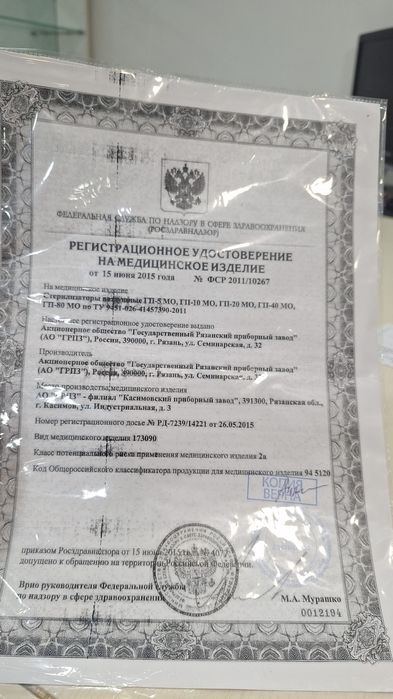 ФЕДЕРАЛЬНАЯ СЛУЖБА ПО НАДЗОРУ В СФЕРЕ ЗДРАВООХРАНЕНИЯ
(РОСЗДРАВНАДЗОР)
РЕГИСТРАЦИОННОЕ УДОСТОВЕРЕНИЕ
НА МЕДИЦИНСКОЕ ИЗДЕЛИЕ
от 15 июня 2015 года № ФСР 2011/10267
На медицинское изделие
Стерилизаторы воздушные ГП-5 МО, ГП-10 МО, ГП-20 МО, ГП-40 МО,
ГП-80 МО по ТУ 9451-026-41457390-2011
Настоящее регистрационное удостоверение выдано
Акционерное общество "Государственный Рязанский приборный завод"
(АО "ГРПЗ"), Россия, 390000, г. Рязань, ул. Семинарская, д. 32
Производитель
Акционерное общество "Государственный Рязанский приборный завод"
(АО "ГРПЗ"), Россия, 390000, г. Рязань, ул. Семинарская, д.
Место производства медицинского изделия
АО "ГРПЗ" - филиал "Касимовский приборный завод", 391300, Рязанская обл.,
г. Касимов, ул. Индустриальная, д. 3
Номер регистрационного досье № РД-7239/14221 от 26.05.2015
Вид медицинского изделия 173090
Класс потенциального риска применения медицинского изделия 2а
Код Общероссийского классификатора продукции для медицинского изделия 94 5120
КОПИЯ
ВЕРНА
приказом Росздравнадзора от 15 июня 2015 года №
допущено к обращению на территории Российской Федерации.
Врио руководителя Федеральной службы
по надзору в сфере здравоохранения
М.А. Мурашко
0012194